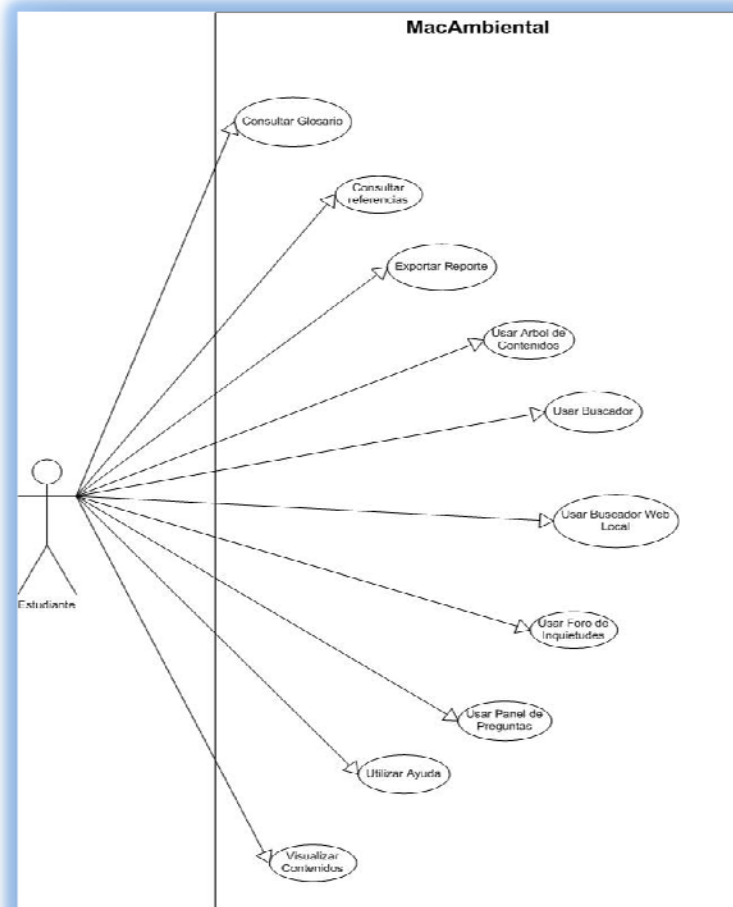 MacAmbiental
Consultar Glosario
Consultar
referencias
Exportar Reporte
Usar Arbol de
Contenidos
Usar Buscador
Usar Buscador Web
Local
Usar Foro de
Inquietudes
Estudiante
Usar Panel de
Preguntas
Utilizar Ayuda
Visualizar
Contenidos